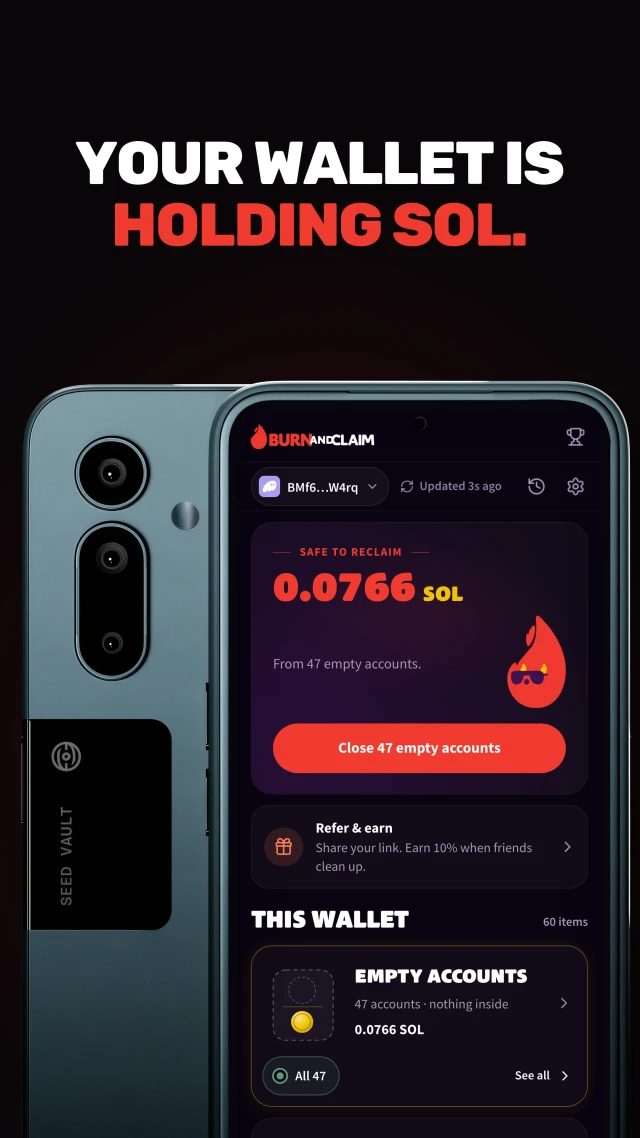 YOUR WALLET IS
HOLDING SOL.
BURNANDCLAIM
BMf6...W4rq
Updated 3s ago
SAFE TO RECLAIM
0.0766 SOL
From 47 empty accounts.
Close 47 empty accounts
Refer & earn
Share your link. Earn 10% when friends
clean up.
SEED VAULT
THIS WALLET
60 items
EMPTY ACCOUNTS
47 accounts · nothing inside
0.0766 SOL
All 47
See all